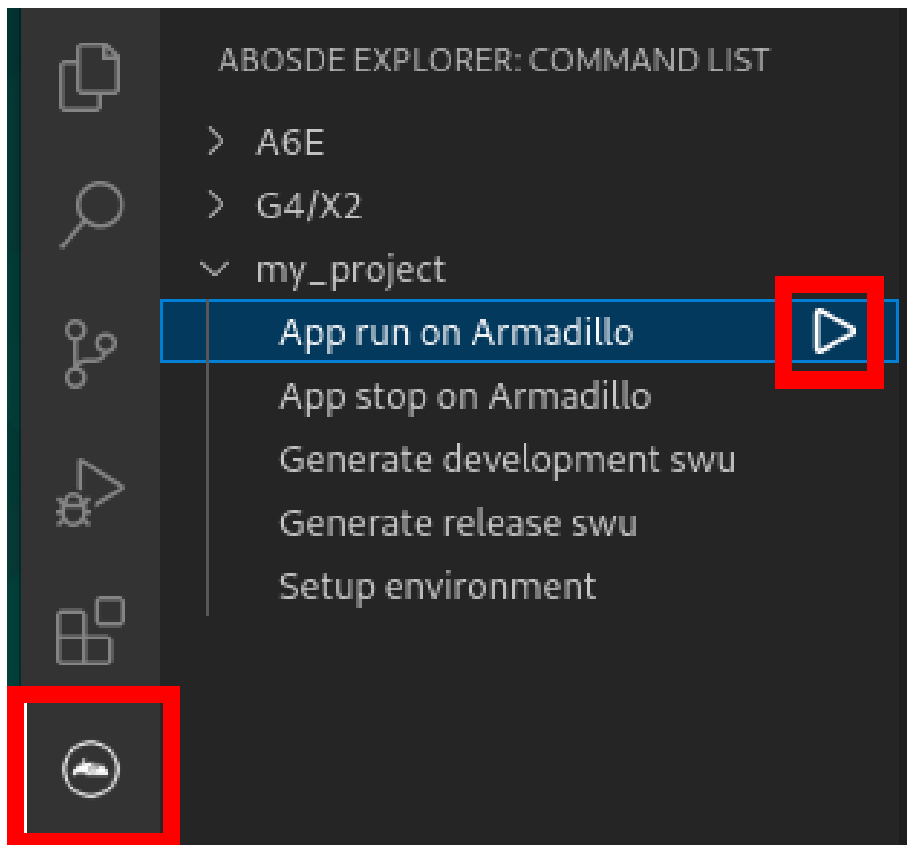 ABOSDE EXPLORER: COMMAND LIST
A6E
G4/X2
my_project
App run on Armadillo
App stop on Armadillo
Generate development swu
Generate release swu
Setup environment